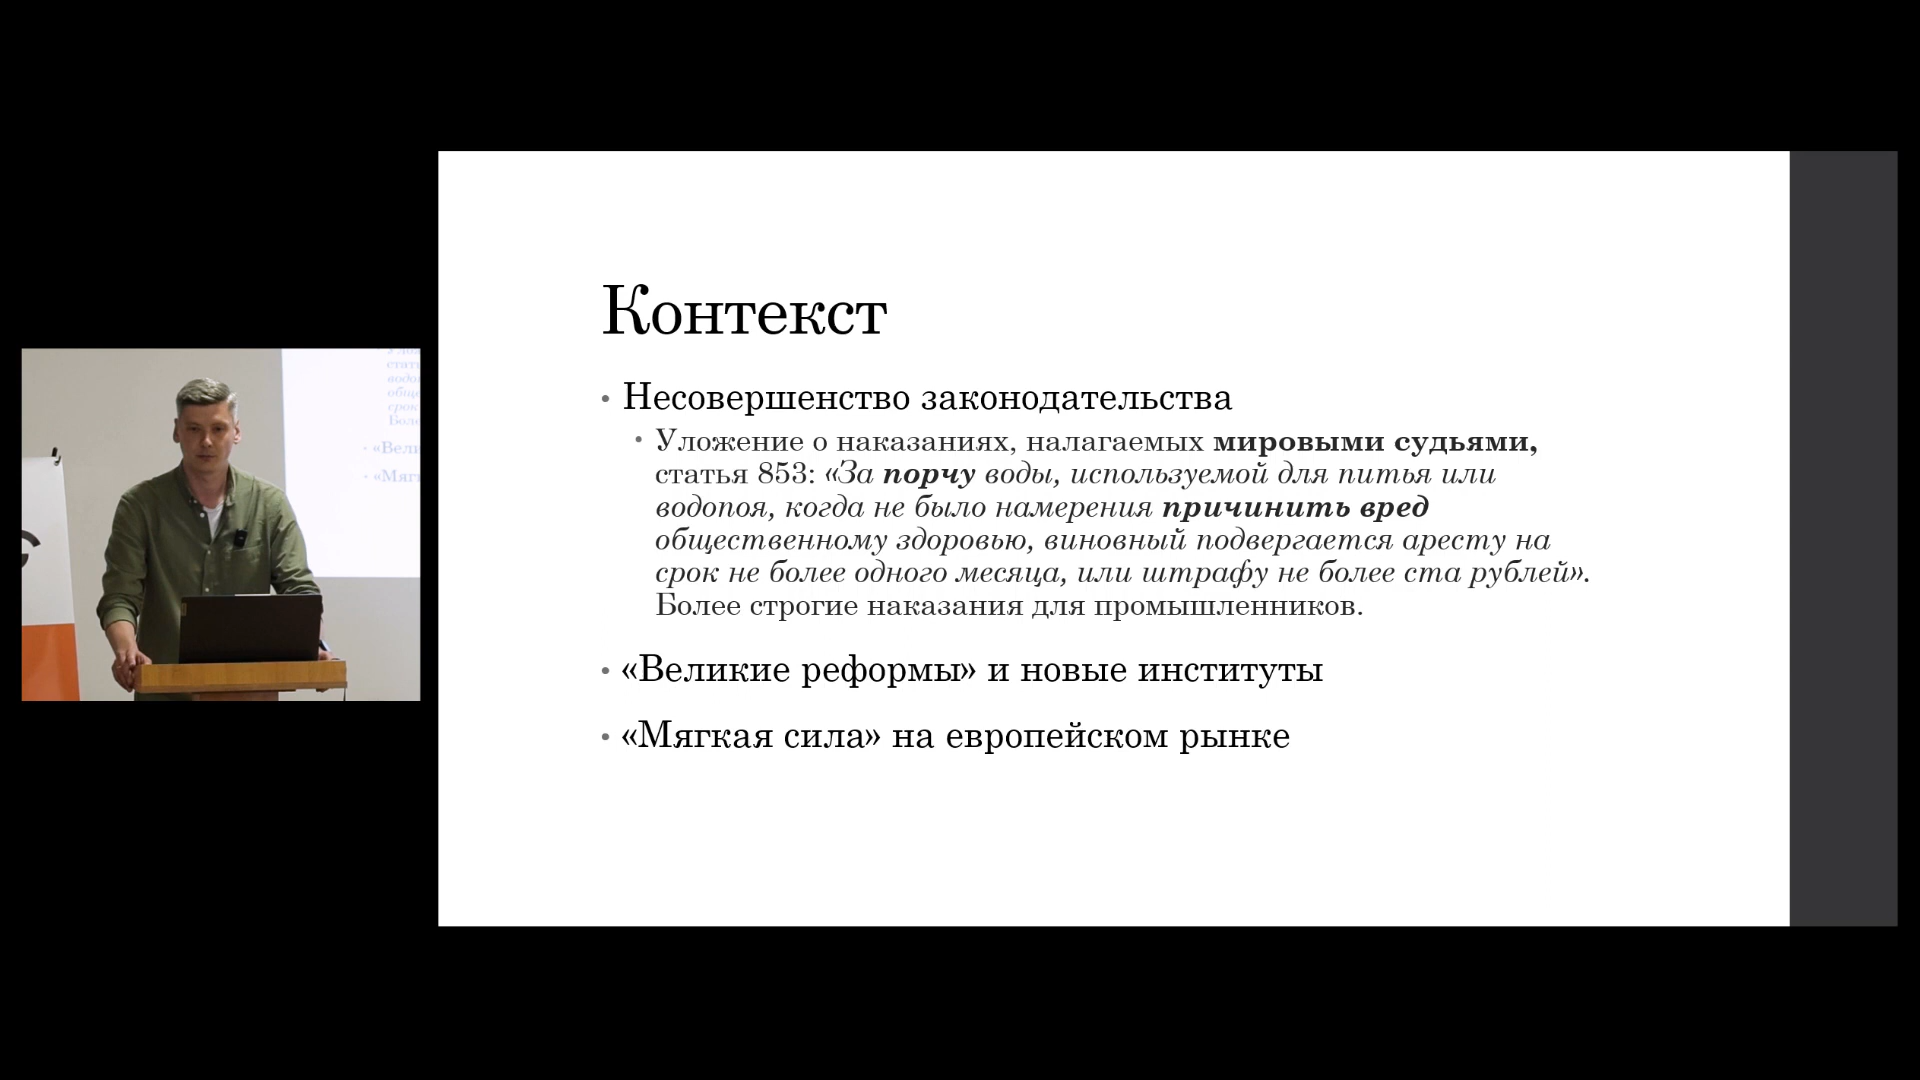 Контекст
• Несовершенство законодательства
• Уложение о наказаниях, налагаемых мировыми судьями,
статья 853: «За порчу воды, используемой для питья или
водопоя, когда не было намерения причинить вред
общественному здоровью, виновный подвергается аресту на
срок не более одного месяца, или штрафу не более ста рублей».
Более строгие наказания для промышленников.
• «Великие реформы» и новые институты
• «Мягкая сила» на европейском рынке